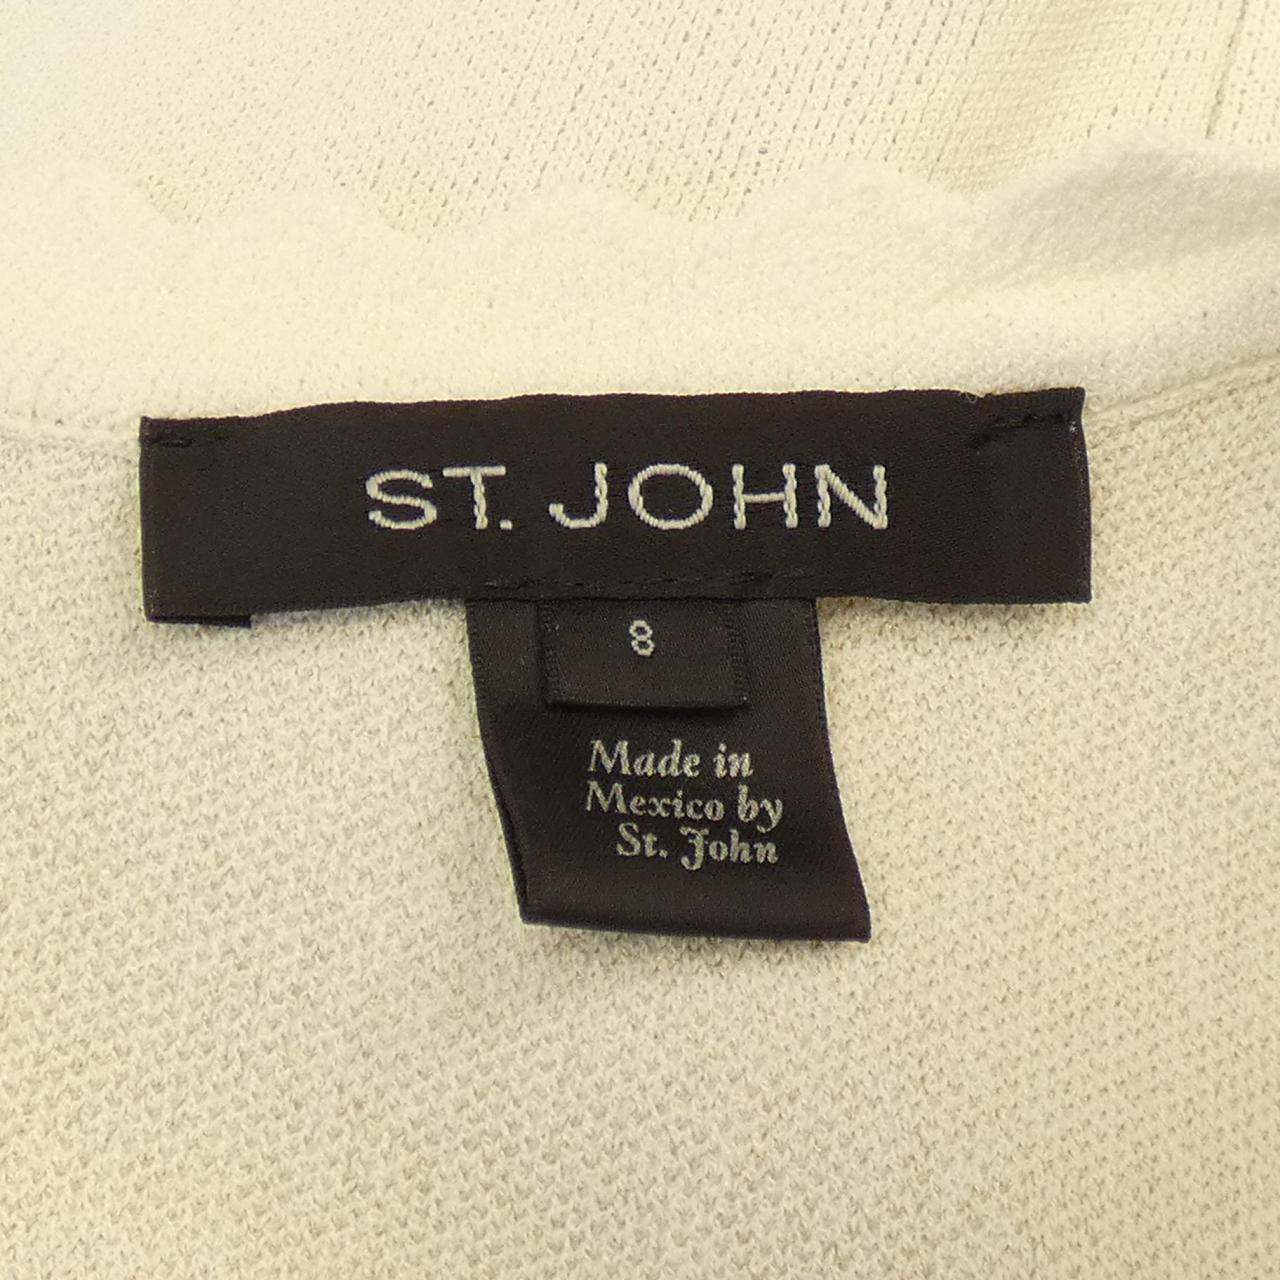 ST. JOHN
8
Made in
Mexico by
St. John